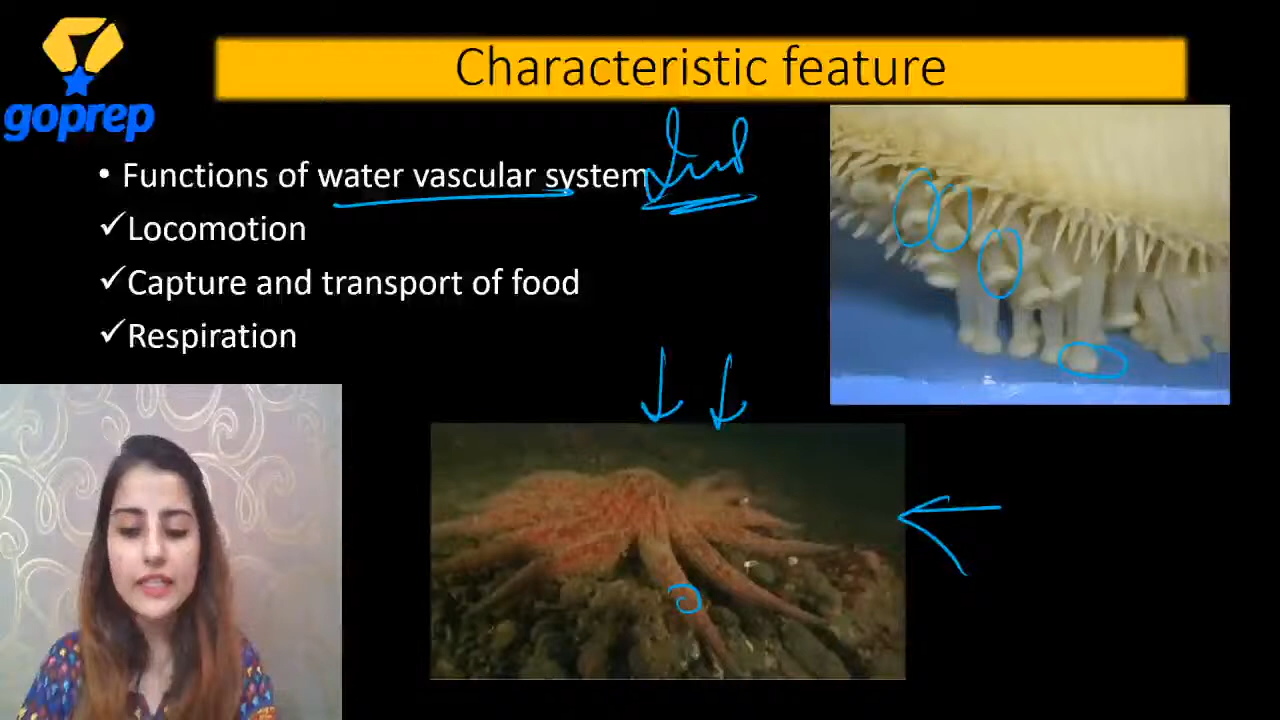 goprep
Characteristic feature
• Functions of water vascular system
✓Locomotion
✓Capture and transport of food
✓Respiration